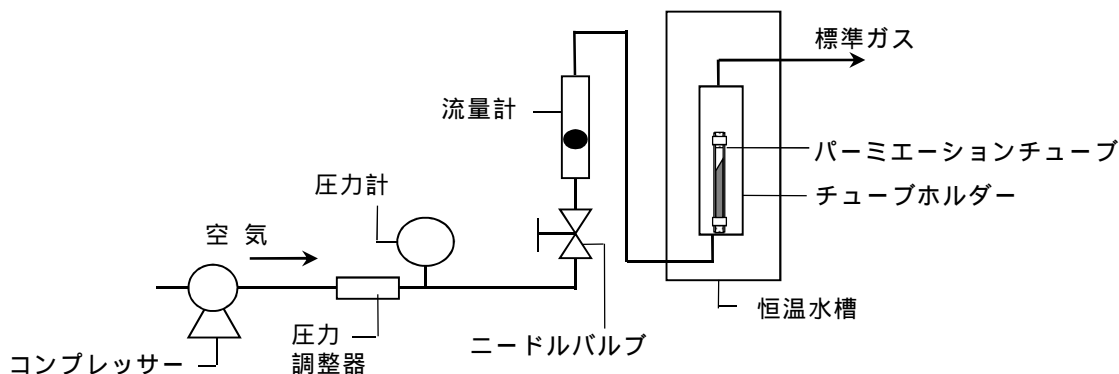 標準ガス
流量計
パーミエーションチューブ
チューブホルダー
圧力計
空 気
恒温水槽
圧力
調整器
ニードルバルブ
コンプレッサー